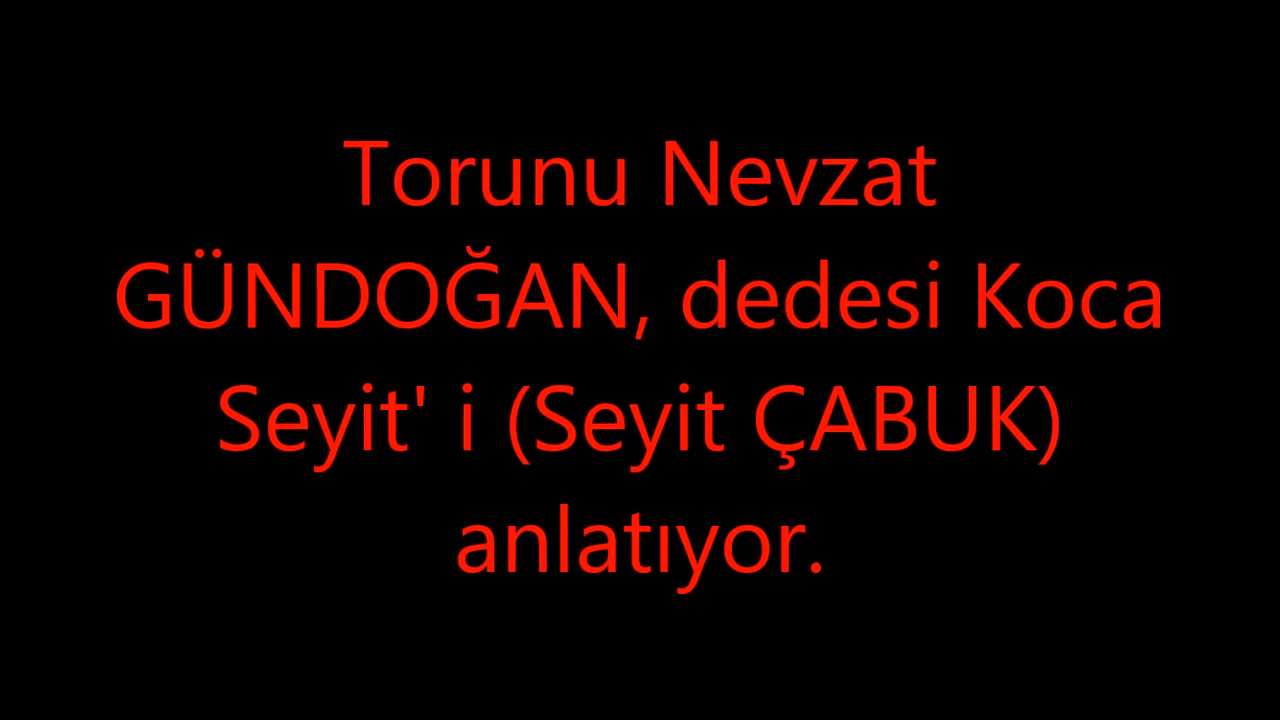 Torunu Nevzat
GÜNDOĞAN, dedesi Koca
Seyit' i (Seyit ÇABUK)
anlatıyor.